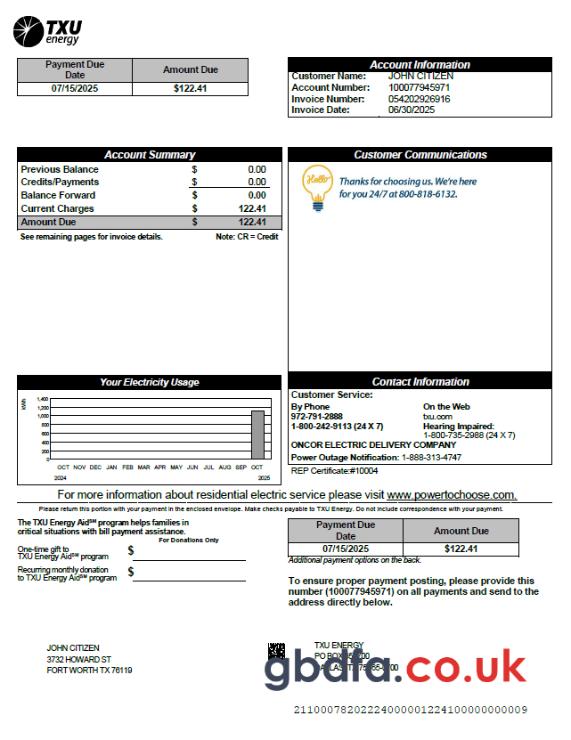 TXU
energy
Payment Due Date
Amount Due
07/15/2025
$122.41
Account Information
Customer Name: JOHN CITIZEN
Account Number: 100077945971
Invoice Number: 054202926916
Invoice Date: 06/30/2025
Account Summary
Previous Balance $ 0.00
Credits/Payments $ 0.00
Balance Forward $ 0.00
Current Charges $ 122.41
Amount Due $ 122.41
See remaining pages for invoice details. Note: CR = Credit
Customer Communications
Hello
Thanks for choosing us. We're here
for you 24/7 at 800-818-6132.
Your Electricity Usage
kWh
1,400
1,200
1,000
800
600
400
200
0
OCT NOV DEC JAN FEB MAR APR MAY JUN JUL AUG SEP OCT
2024 2025
Contact Information
Customer Service:
By Phone
972-791-2888
1-800-242-9113 (24 X 7)
On the Web
txu.com
Hearing Impaired:
1-800-735-2988 (24 X 7)
ONCOR ELECTRIC DELIVERY COMPANY
Power Outage Notification: 1-888-313-4747
REP Certificate:#10004
For more information about residential electric service please visit www.powertochoose.com.
Please return this portion with your payment in the enclosed envelope. Make checks payable to TXU Energy. Do not include correspondence with your payment.
The TXU Energy Aid℠ program helps families in
critical situations with bill payment assistance.
For Donations Only
One-time gift to
TXU Energy Aid℠ program $
Recurring monthly donation
to TXU Energy Aid℠ program $
Payment Due Date
Amount Due
07/15/2025
$122.41
Additional payment options on the back.
To ensure proper payment posting, please provide this
number (100077945971) on all payments and send to the
address directly below.
JOHN CITIZEN
3732 HOWARD ST
FORT WORTH TX 76119
TXU ENERGY
PO BOX
gbdfa.co.uk